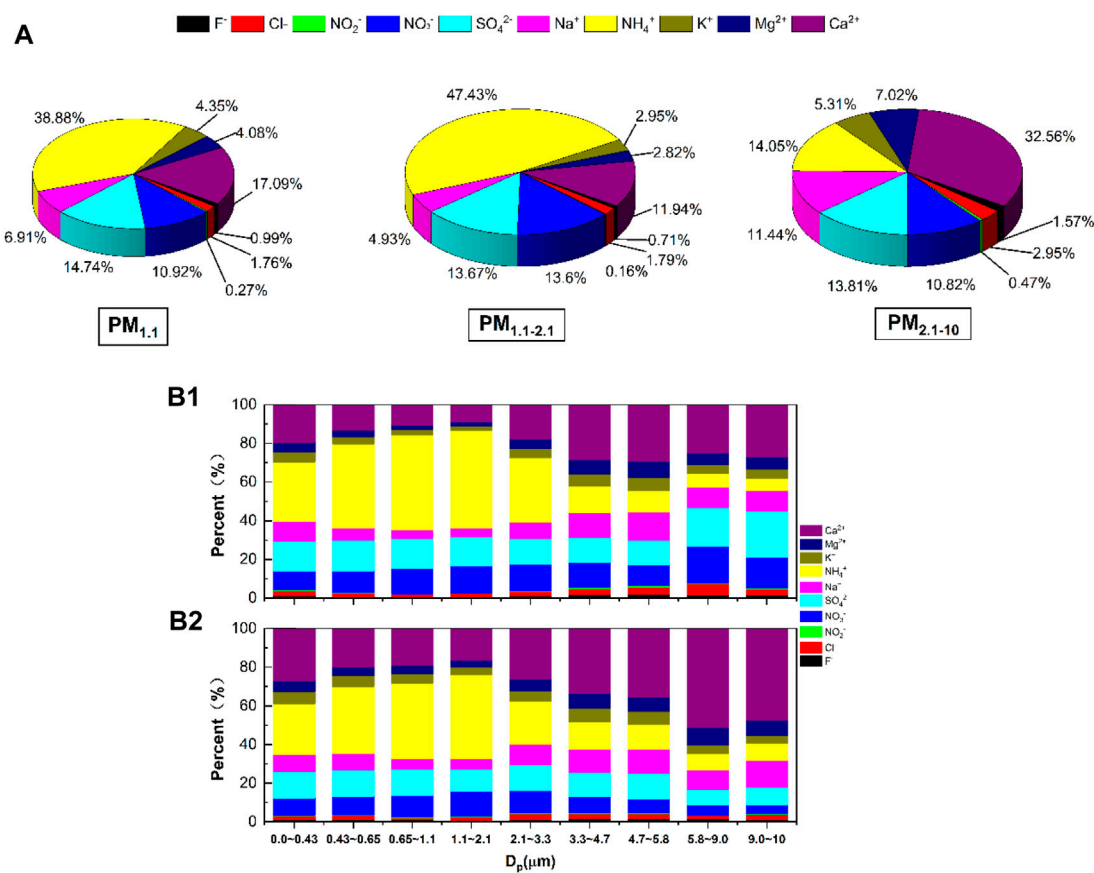 A
F⁻ Cl- NO₂⁻ NO₃⁻ SO₄²⁻ Na⁺ NH₄⁺ K⁺ Mg²⁺ Ca²⁺
38.88%
4.35%
4.08%
17.09%
0.99%
1.76%
0.27%
10.92%
14.74%
6.91%
PM₁.₁
47.43%
2.95%
2.82%
11.94%
0.71%
1.79%
0.16%
13.6%
13.67%
4.93%
PM₁.₁₋₂.₁
5.31%
7.02%
32.56%
14.05%
1.57%
2.95%
0.47%
10.82%
13.81%
11.44%
PM₂.₁₋₁₀
B1
Percent (%)
100
80
60
40
20
0
Ca²⁺
Mg²⁺
K⁺
NH₄⁺
Na⁺
SO₄²
NO₃⁻
NO₂⁻
Cl
F⁻
B2
Percent (%)
100
80
60
40
20
0
0.0~0.43 0.43~0.65 0.65~1.1 1.1~2.1 2.1~3.3 3.3~4.7 4.7~5.8 5.8~9.0 9.0~10
Dₚ(μm)